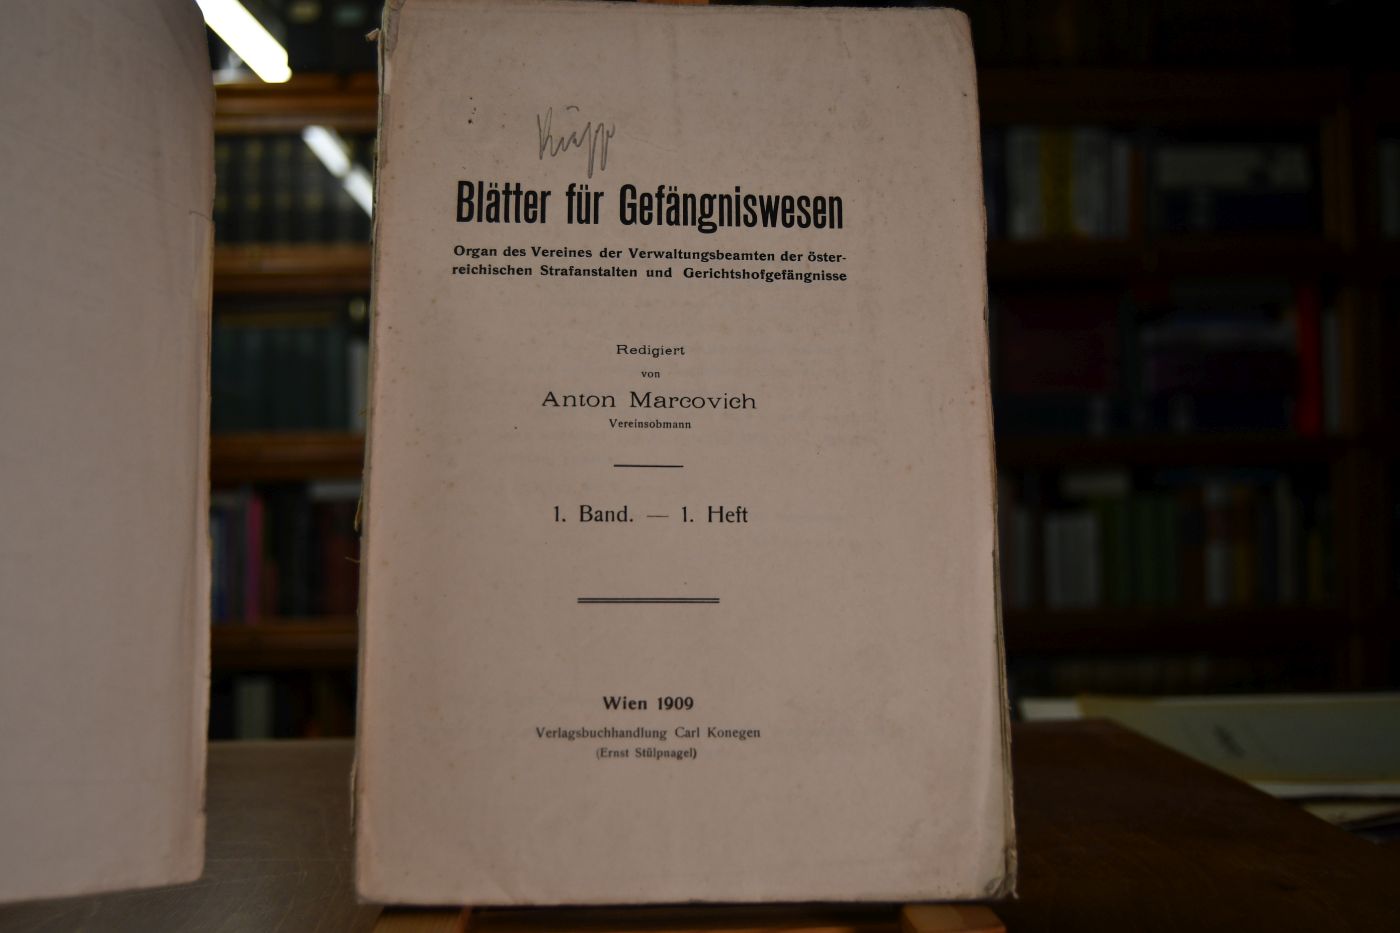 Blätter für Gefängniswesen
Organ des Vereines der Verwaltungsbeamten der öster-
reichischen Strafanstalten und Gerichtshofgefängnisse
Redigiert
von
Anton Marcovich
Vereinsobmann
1. Band. — 1. Heft
Wien 1909
Verlagsbuchhandlung Carl Konegen
(Ernst Stülpnagel)